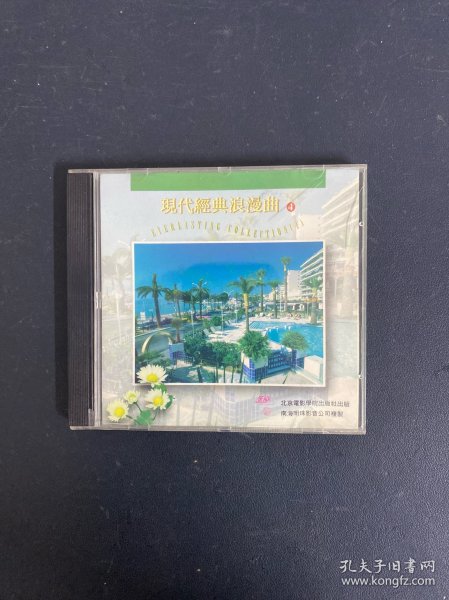 現代經典浪漫曲 4
EVERLASTING COLLECTION(4)
北京電影學院出版社出版
南海明珠影音公司複製
孔夫子旧书网
www.kongfz.com